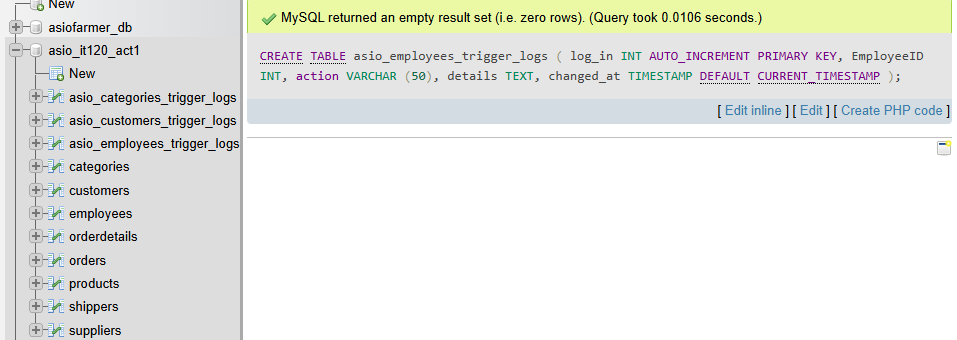 New
asiofarmer_db
asio_it120_act1
New
asio_categories_trigger_logs
asio_customers_trigger_logs
asio_employees_trigger_logs
categories
customers
employees
orderdetails
orders
products
shippers
suppliers
MySQL returned an empty result set (i.e. zero rows). (Query took 0.0106 seconds.)
CREATE TABLE asio_employees_trigger_logs ( log_in INT AUTO_INCREMENT PRIMARY KEY, EmployeeID
INT, action VARCHAR (50), details TEXT, changed_at TIMESTAMP DEFAULT CURRENT_TIMESTAMP );
[ Edit inline ] [ Edit ] [ Create PHP code ]